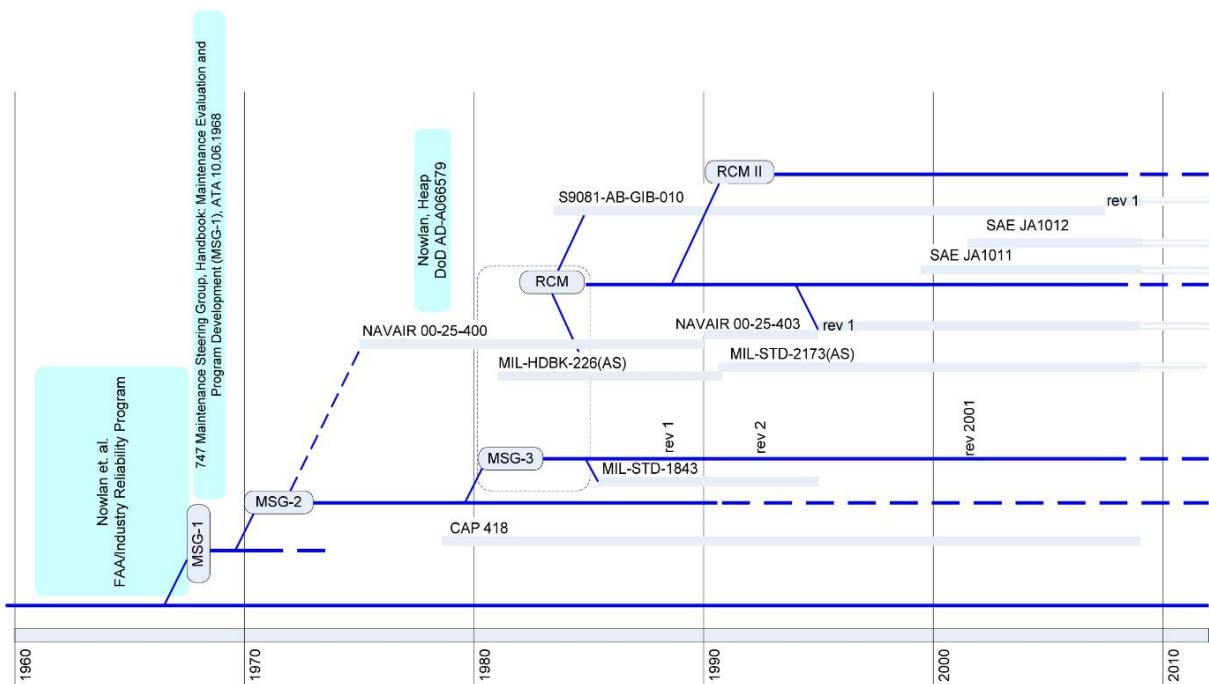 747 Maintenance Steering Group, Handbook: Maintenance Evaluation and
Program Development (MSG-1), ATA 10.06.1968
Nowlan, Heap
DoD AD-A066579
RCM II
S9081-AB-GIB-010
rev 1
SAE JA1012
SAE JA1011
RCM
NAVAIR 00-25-400
NAVAIR 00-25-403
rev 1
MIL-HDBK-226(AS)
MIL-STD-2173(AS)
Nowlan et. al.
FAA/Industry Reliability Program
rev 1
rev 2
rev 2001
MSG-3
MIL-STD-1843
MSG-2
CAP 418
MSG-1
1960
1970
1980
1990
2000
2010